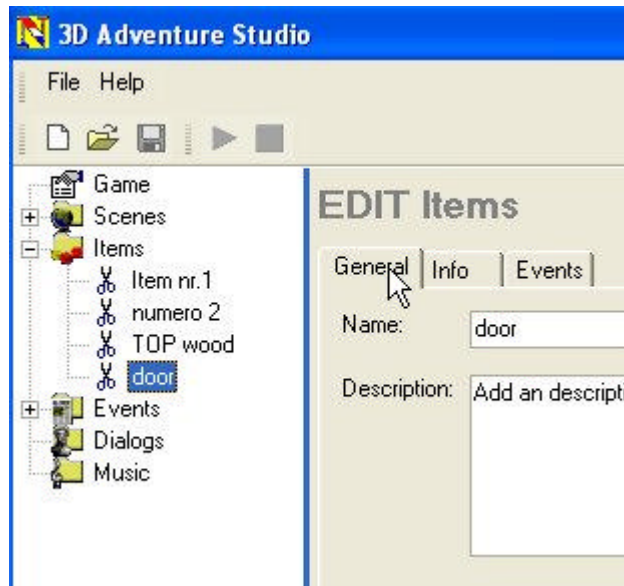 3D Adventure Studio
File Help
Game
Scenes
Items
Item nr.1
numero 2
TOP wood
door
Events
Dialogs
Music
EDIT Items
General Info Events
Name: door
Description: Add an descripti